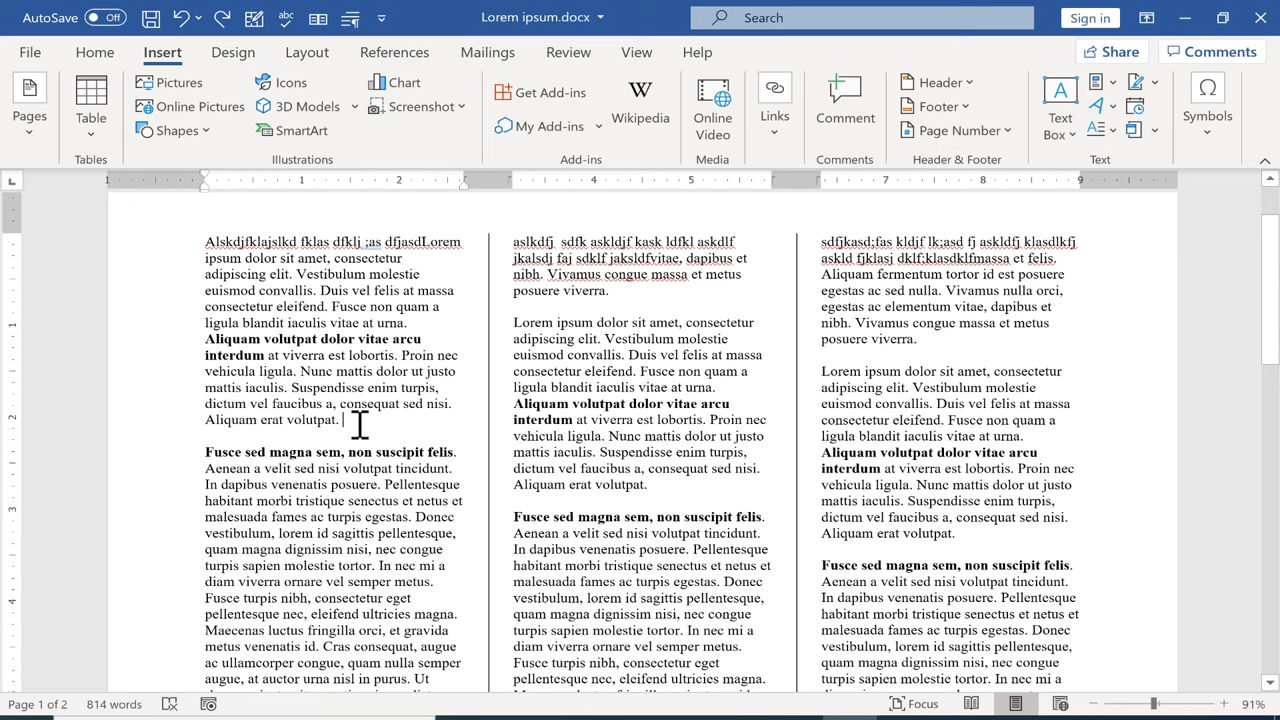 AutoSave Off Lorem ipsum.docx Search Sign in
File Home Insert Design Layout References Mailings Review View Help Share Comments
Pages
Table
Tables
Pictures
Online Pictures
Shapes
Icons
3D Models
SmartArt
Chart
Screenshot
Illustrations
Get Add-ins
My Add-ins
W
Wikipedia
Add-ins
Online
Video
Media
Links
Comment
Comments
Header
Footer
Page Number
Header & Footer
A
Text
Box
Text
Ω
Symbols
1 1 2 4 5 7 8 9
1
2
3
4
Alskdjfklajslkd fklas dfklj ;as dfjasdLorem
ipsum dolor sit amet, consectetur
adipiscing elit. Vestibulum molestie
euismod convallis. Duis vel felis at massa
consectetur eleifend. Fusce non quam a
ligula blandit iaculis vitae at urna.
Aliquam volutpat dolor vitae arcu
interdum at viverra est lobortis. Proin nec
vehicula ligula. Nunc mattis dolor ut justo
mattis iaculis. Suspendisse enim turpis,
dictum vel faucibus a, consequat sed nisi.
Aliquam erat volutpat.
Fusce sed magna sem, non suscipit felis.
Aenean a velit sed nisi volutpat tincidunt.
In dapibus venenatis posuere. Pellentesque
habitant morbi tristique senectus et netus et
malesuada fames ac turpis egestas. Donec
vestibulum, lorem id sagittis pellentesque,
quam magna dignissim nisi, nec congue
turpis sapien molestie tortor. In nec mi a
diam viverra ornare vel semper metus.
Fusce turpis nibh, consectetur eget
pellentesque nec, eleifend ultricies magna.
Maecenas luctus fringilla orci, et gravida
metus venenatis id. Cras consequat, augue
ac ullamcorper congue, quam nulla semper
augue, at auctor urna nisl in purus. Ut
aslkdfj sdfk askldjf kask ldfkl askdlf
jkalsdj faj sdklf jaksldfvitae, dapibus et
nibh. Vivamus congue massa et metus
posuere viverra.
Lorem ipsum dolor sit amet, consectetur
adipiscing elit. Vestibulum molestie
euismod convallis. Duis vel felis at massa
consectetur eleifend. Fusce non quam a
ligula blandit iaculis vitae at urna.
Aliquam volutpat dolor vitae arcu
interdum at viverra est lobortis. Proin nec
vehicula ligula. Nunc mattis dolor ut justo
mattis iaculis. Suspendisse enim turpis,
dictum vel faucibus a, consequat sed nisi.
Aliquam erat volutpat.
Fusce sed magna sem, non suscipit felis.
Aenean a velit sed nisi volutpat tincidunt.
In dapibus venenatis posuere. Pellentesque
habitant morbi tristique senectus et netus et
malesuada fames ac turpis egestas. Donec
vestibulum, lorem id sagittis pellentesque,
quam magna dignissim nisi, nec congue
turpis sapien molestie tortor. In nec mi a
diam viverra ornare vel semper metus.
Fusce turpis nibh, consectetur eget
pellentesque nec, eleifend ultricies magna.
sdfjkasd;fas kldjf lk;asd fj askldfj klasdlkfj
askld fjklasj dklf;klasdklfmassa et felis.
Aliquam fermentum tortor id est posuere
egestas ac sed nulla. Vivamus nulla orci,
egestas ac elementum vitae, dapibus et
nibh. Vivamus congue massa et metus
posuere viverra.
Lorem ipsum dolor sit amet, consectetur
adipiscing elit. Vestibulum molestie
euismod convallis. Duis vel felis at massa
consectetur eleifend. Fusce non quam a
ligula blandit iaculis vitae at urna.
Aliquam volutpat dolor vitae arcu
interdum at viverra est lobortis. Proin nec
vehicula ligula. Nunc mattis dolor ut justo
mattis iaculis. Suspendisse enim turpis,
dictum vel faucibus a, consequat sed nisi.
Aliquam erat volutpat.
Fusce sed magna sem, non suscipit felis.
Aenean a velit sed nisi volutpat tincidunt.
In dapibus venenatis posuere. Pellentesque
habitant morbi tristique senectus et netus et
malesuada fames ac turpis egestas. Donec
vestibulum, lorem id sagittis pellentesque,
quam magna dignissim nisi, nec congue
turpis sapien molestie tortor. In nec mi a
Page 1 of 2 814 words Focus 91%